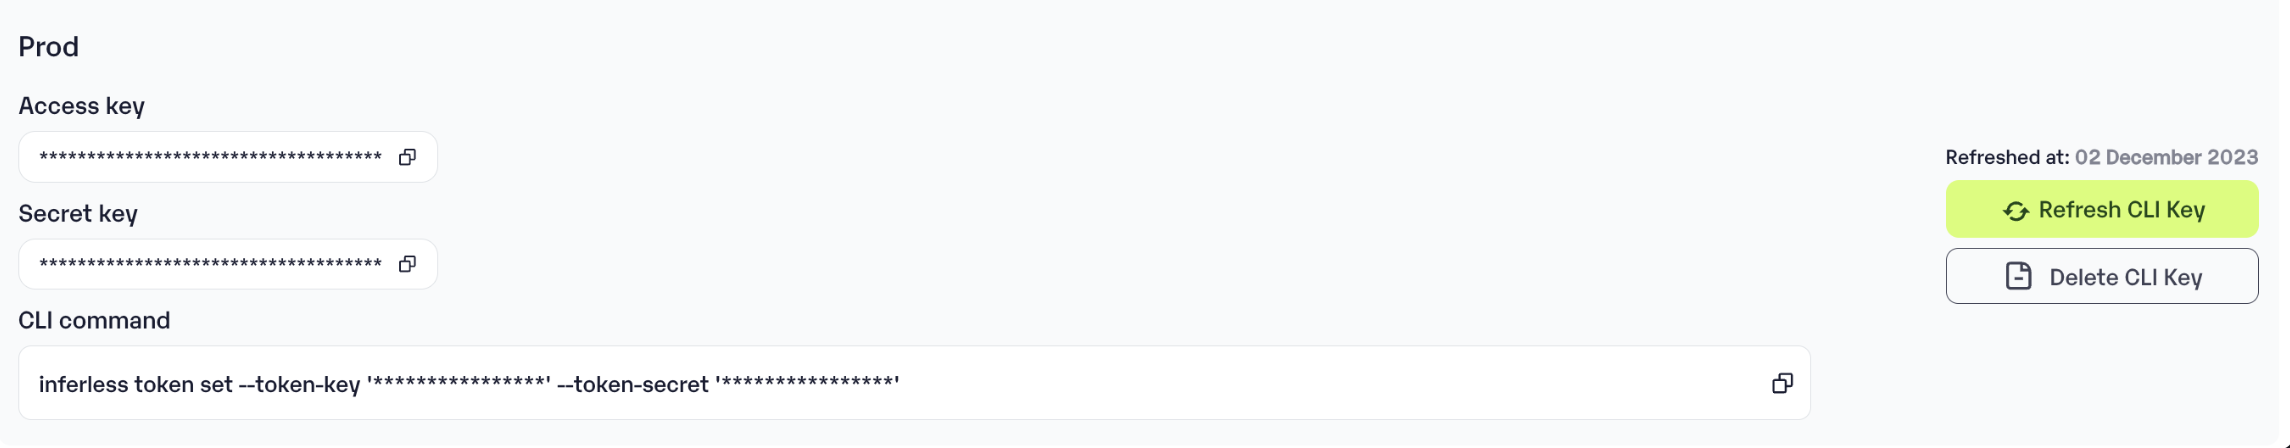 Prod
Access key
************************************
Refreshed at: 02 December 2023
Refresh CLI Key
Secret key
************************************
Delete CLI Key
CLI command
inferless token set --token-key '****************' --token-secret '****************'